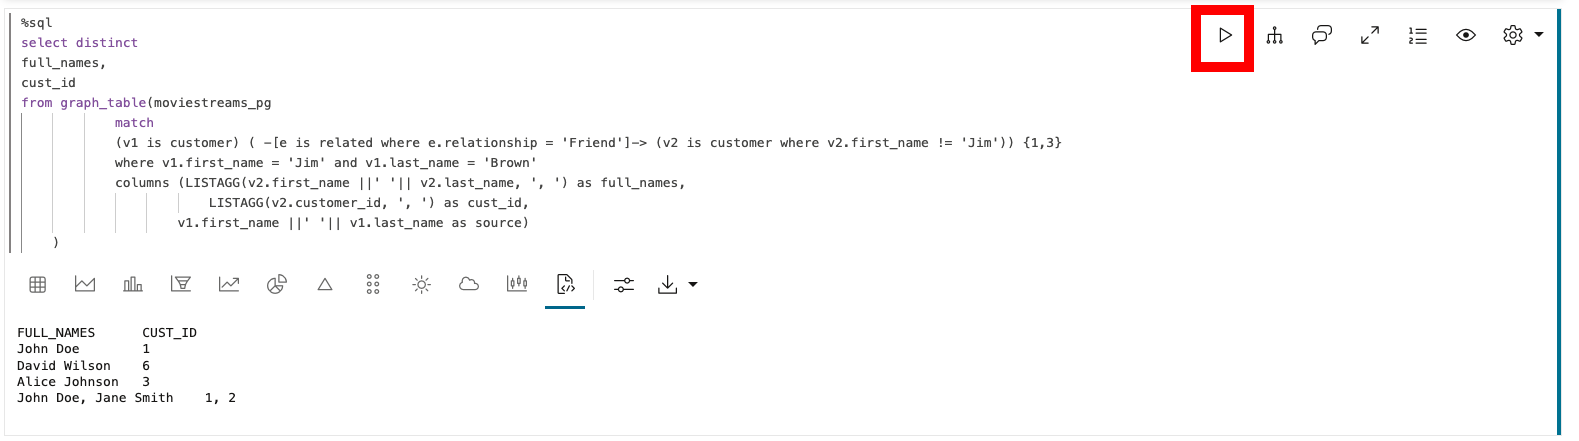 %sql
select distinct
full_names,
cust_id
from graph_table(moviestreams_pg
match
(v1 is customer) ( -[e is related where e.relationship = 'Friend']-> (v2 is customer where v2.first_name != 'Jim')) {1,3}
where v1.first_name = 'Jim' and v1.last_name = 'Brown'
columns (LISTAGG(v2.first_name ||' '|| v2.last_name, ', ') as full_names,
LISTAGG(v2.customer_id, ', ') as cust_id,
v1.first_name ||' '|| v1.last_name as source)
)
FULL_NAMES CUST_ID
John Doe 1
David Wilson 6
Alice Johnson 3
John Doe, Jane Smith 1, 2